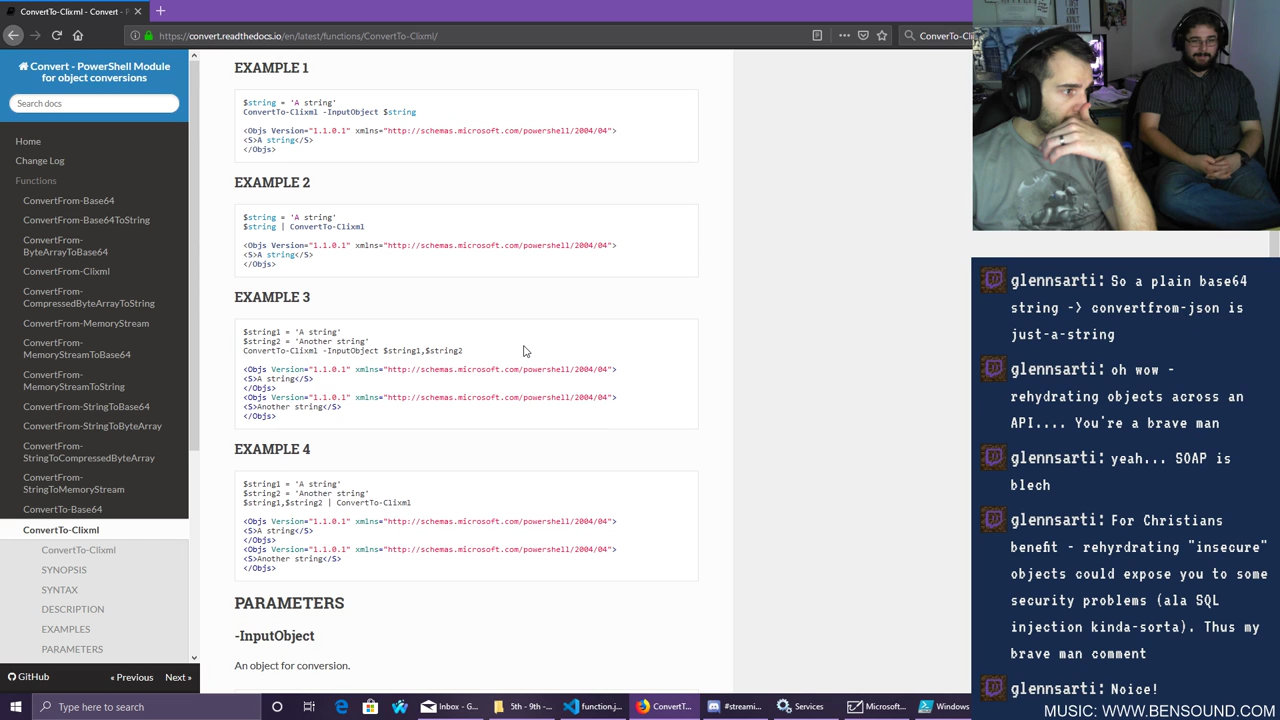 ConvertTo-Clixml - Convert - P
https://convert.readthedocs.io/en/latest/functions/ConvertTo-Clixml/
ConverTo-Cli
Convert - PowerShell Module
for object conversions
Search docs
Home
Change Log
Functions
ConvertFrom-Base64
ConvertFrom-Base64ToString
ConvertFrom-
ByteArrayToBase64
ConvertFrom-Clixml
ConvertFrom-
CompressedByteArrayToString
ConvertFrom-MemoryStream
ConvertFrom-
MemoryStreamToBase64
ConvertFrom-
MemoryStreamToString
ConvertFrom-StringToBase64
ConvertFrom-StringToByteArray
ConvertFrom-
StringToCompressedByteArray
ConvertFrom-
StringToMemoryStream
ConvertTo-Base64
ConvertTo-Clixml
ConvertTo-Clixml
SYNOPSIS
SYNTAX
DESCRIPTION
EXAMPLES
PARAMETERS
GitHub
« Previous
Next »
EXAMPLE 1
$string = 'A string'
ConvertTo-Clixml -InputObject $string
<Objs Version="1.1.0.1" xmlns="http://schemas.microsoft.com/powershell/2004/04">
<S>A string</S>
</Objs>
EXAMPLE 2
$string = 'A string'
$string | ConvertTo-Clixml
<Objs Version="1.1.0.1" xmlns="http://schemas.microsoft.com/powershell/2004/04">
<S>A string</S>
</Objs>
EXAMPLE 3
$string1 = 'A string'
$string2 = 'Another string'
ConvertTo-Clixml -InputObject $string1,$string2
<Objs Version="1.1.0.1" xmlns="http://schemas.microsoft.com/powershell/2004/04">
<S>A string</S>
</Objs>
<Objs Version="1.1.0.1" xmlns="http://schemas.microsoft.com/powershell/2004/04">
<S>Another string</S>
</Objs>
EXAMPLE 4
$string1 = 'A string'
$string2 = 'Another string'
$string1,$string2 | ConvertTo-Clixml
<Objs Version="1.1.0.1" xmlns="http://schemas.microsoft.com/powershell/2004/04">
<S>A string</S>
</Objs>
<Objs Version="1.1.0.1" xmlns="http://schemas.microsoft.com/powershell/2004/04">
<S>Another string</S>
</Objs>
PARAMETERS
-InputObject
An object for conversion.
glennsarti: So a plain base64
string -> convertfrom-json is
just-a-string
glennsarti: oh wow -
rehydrating objects across an
API.... You're a brave man
glennsarti: yeah... SOAP is
blech
glennsarti: For Christians
benefit - rehyrdrating "insecure"
objects could expose you to some
security problems (ala SQL
injection kinda-sorta). Thus my
brave man comment
glennsarti: Noice!
MUSIC: WWW.BENSOUND.COM
Type here to search
Inbox - G...
5th - 9th -...
function.j...
ConvertT...
#streami...
Services
Microsoft...
Windows